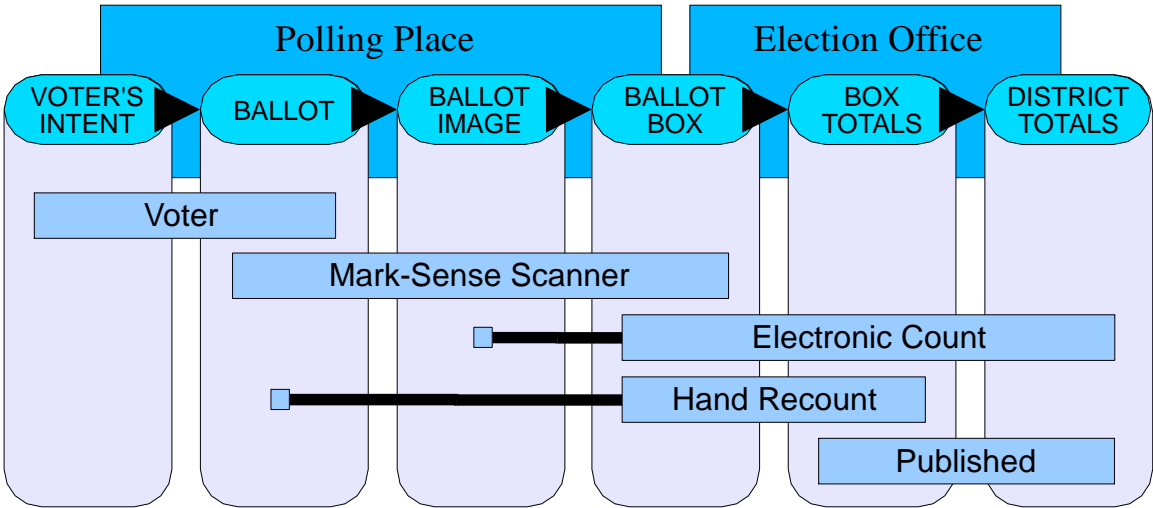 Polling Place
Election Office
VOTER'S
INTENT
BALLOT
BALLOT
IMAGE
BALLOT
BOX
BOX
TOTALS
DISTRICT
TOTALS
Voter
Mark-Sense Scanner
Electronic Count
Hand Recount
Published